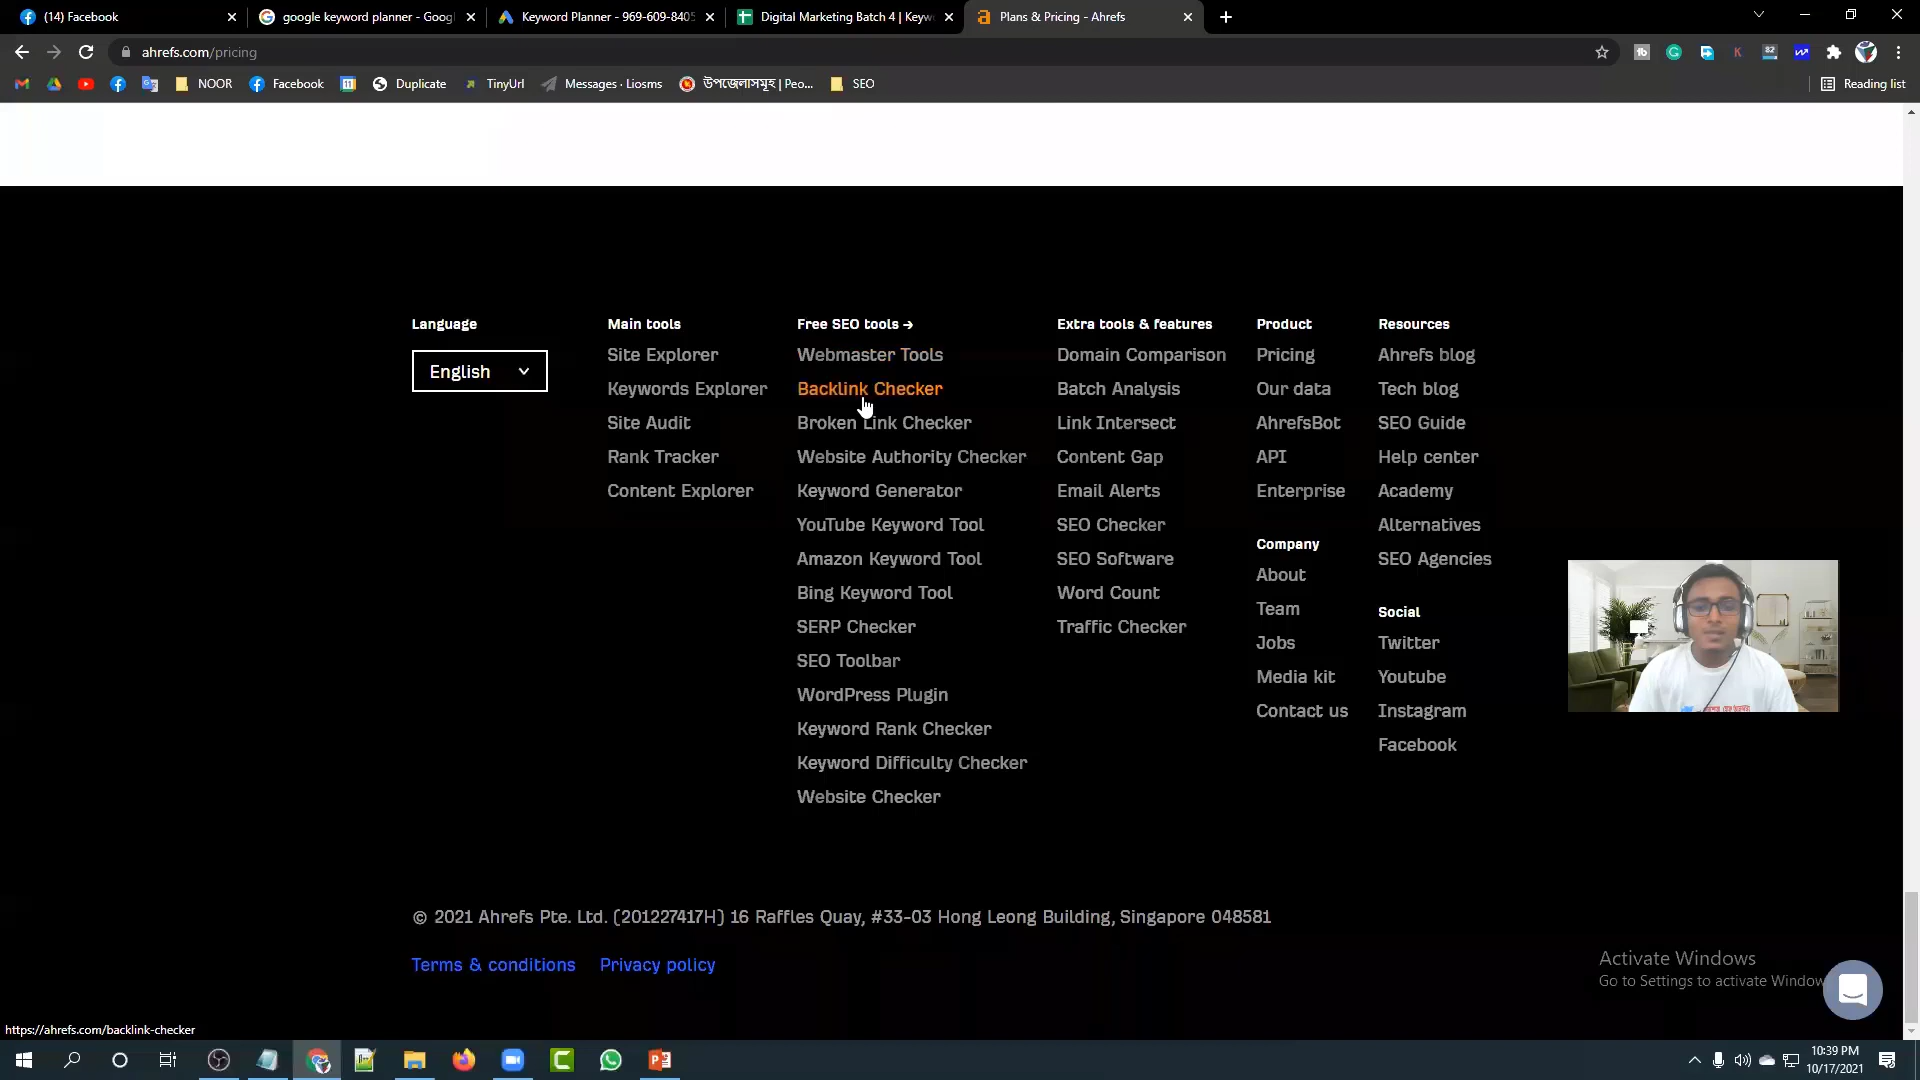 (14) Facebook
google keyword planner - Googl
Keyword Planner - 969-609-8405
Digital Marketing Batch 4 | Keyw
Plans & Pricing - Ahrefs
ahrefs.com/pricing
NOOR
Facebook
Duplicate
TinyUrl
Messages · Liosms
উপজেলাসমূহ | Peo...
SEO
Reading list
Language
English
Main tools
Site Explorer
Keywords Explorer
Site Audit
Rank Tracker
Content Explorer
Free SEO tools →
Webmaster Tools
Backlink Checker
Broken Link Checker
Website Authority Checker
Keyword Generator
YouTube Keyword Tool
Amazon Keyword Tool
Bing Keyword Tool
SERP Checker
SEO Toolbar
WordPress Plugin
Keyword Rank Checker
Keyword Difficulty Checker
Website Checker
Extra tools & features
Domain Comparison
Batch Analysis
Link Intersect
Content Gap
Email Alerts
SEO Checker
SEO Software
Word Count
Traffic Checker
Product
Pricing
Our data
AhrefsBot
API
Enterprise
Company
About
Team
Jobs
Media kit
Contact us
Resources
Ahrefs blog
Tech blog
SEO Guide
Help center
Academy
Alternatives
SEO Agencies
Social
Twitter
Youtube
Instagram
Facebook
© 2021 Ahrefs Pte. Ltd. (201227417H) 16 Raffles Quay, #33-03 Hong Leong Building, Singapore 048581
Terms & conditions Privacy policy
Activate Windows
Go to Settings to activate Window
https://ahrefs.com/backlink-checker
10:39 PM
10/17/2021